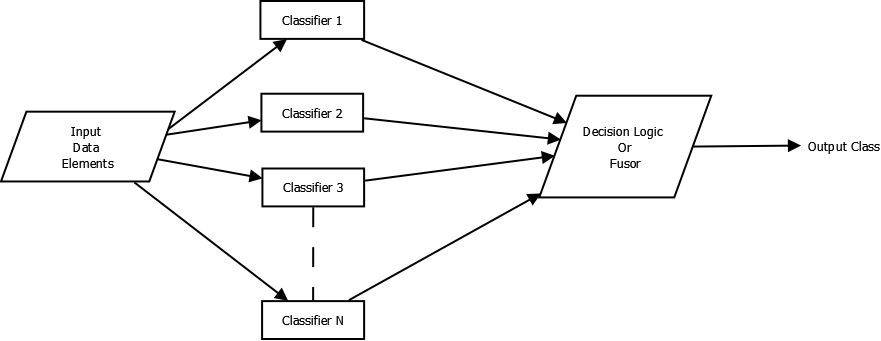 Classifier 1
Classifier 2
Input
Data
Elements
Decision Logic
Or
Fusor
Output Class
Classifier 3
Classifier N